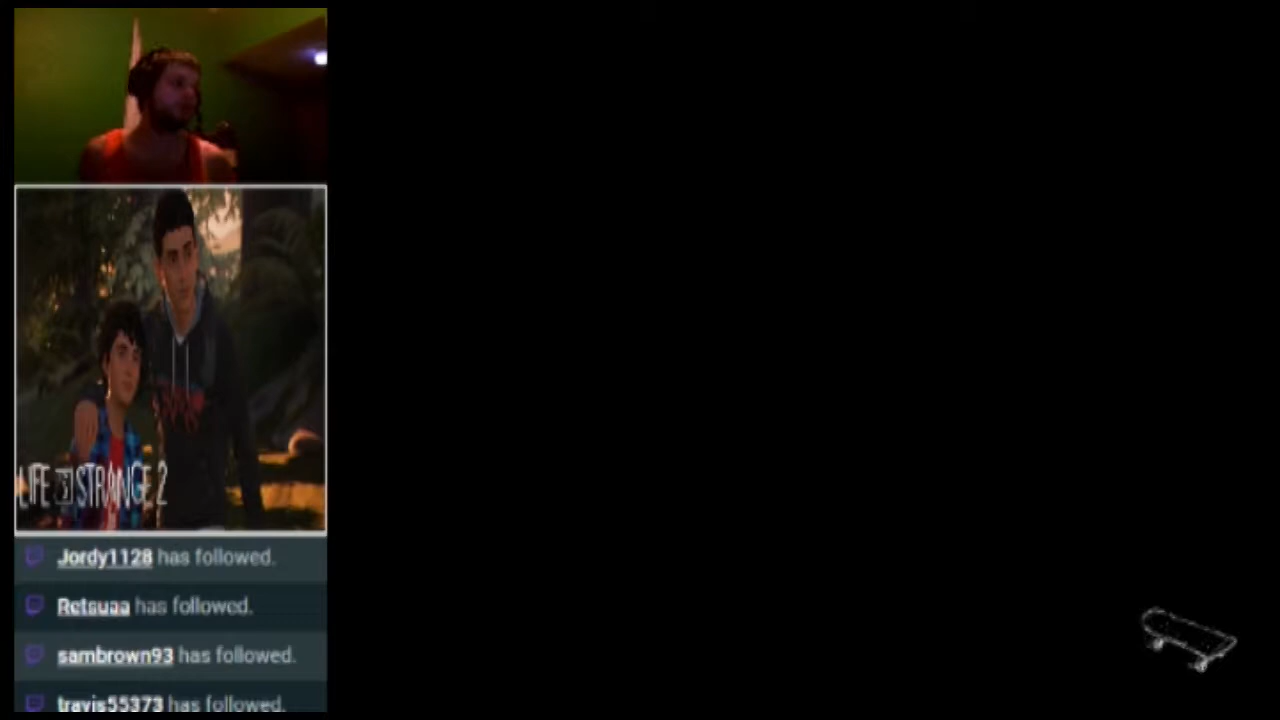 LIFE IS STRANGE 2
Jordy1128 has followed.
Retsuaa has followed.
sambrown93 has followed.
travis55373 has followed.